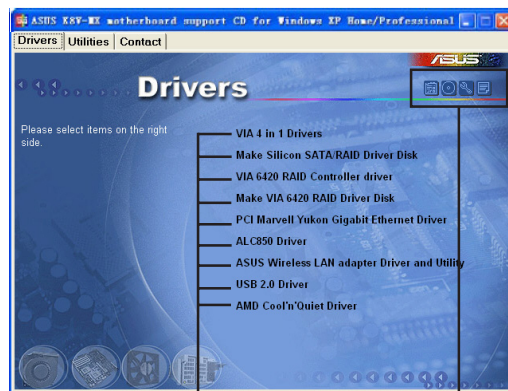 ASUS K8V-MX motherboard support CD for Windows XP Home/Professional
Drivers Utilities Contact
ASUS
Drivers
Please select items on the right
side.
VIA 4 in 1 Drivers
Make Silicon SATA/RAID Driver Disk
VIA 6420 RAID Controller driver
Make VIA 6420 RAID Driver Disk
PCI Marvell Yukon Gigabit Ethernet Driver
ALC850 Driver
ASUS Wireless LAN adapter Driver and Utility
USB 2.0 Driver
AMD Cool'n'Quiet Driver